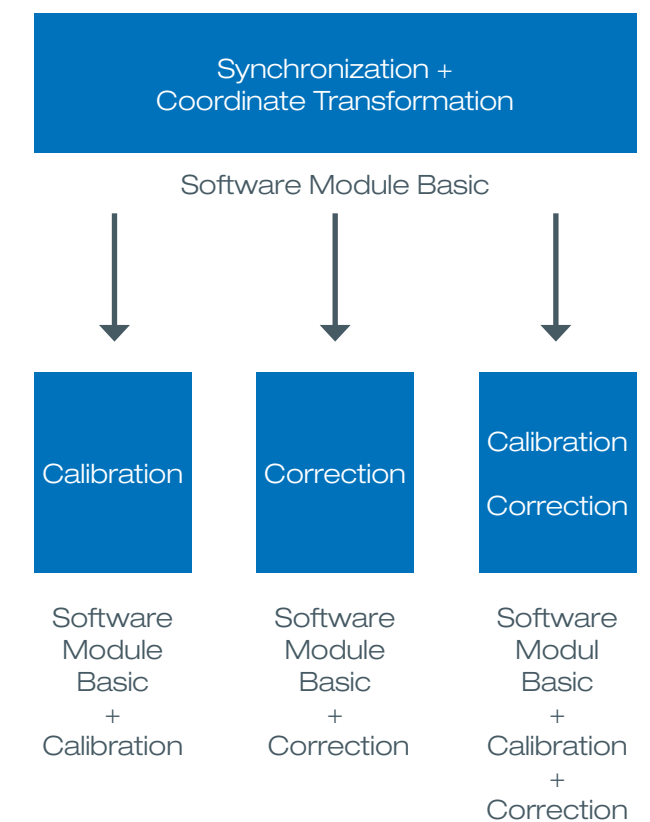 Synchronization +
Coordinate Transformation
Software Module Basic
Calibration
Correction
Calibration
Correction
Software
Module
Basic
+
Calibration
Software
Module
Basic
+
Correction
Software
Modul
Basic
+
Calibration
+
Correction